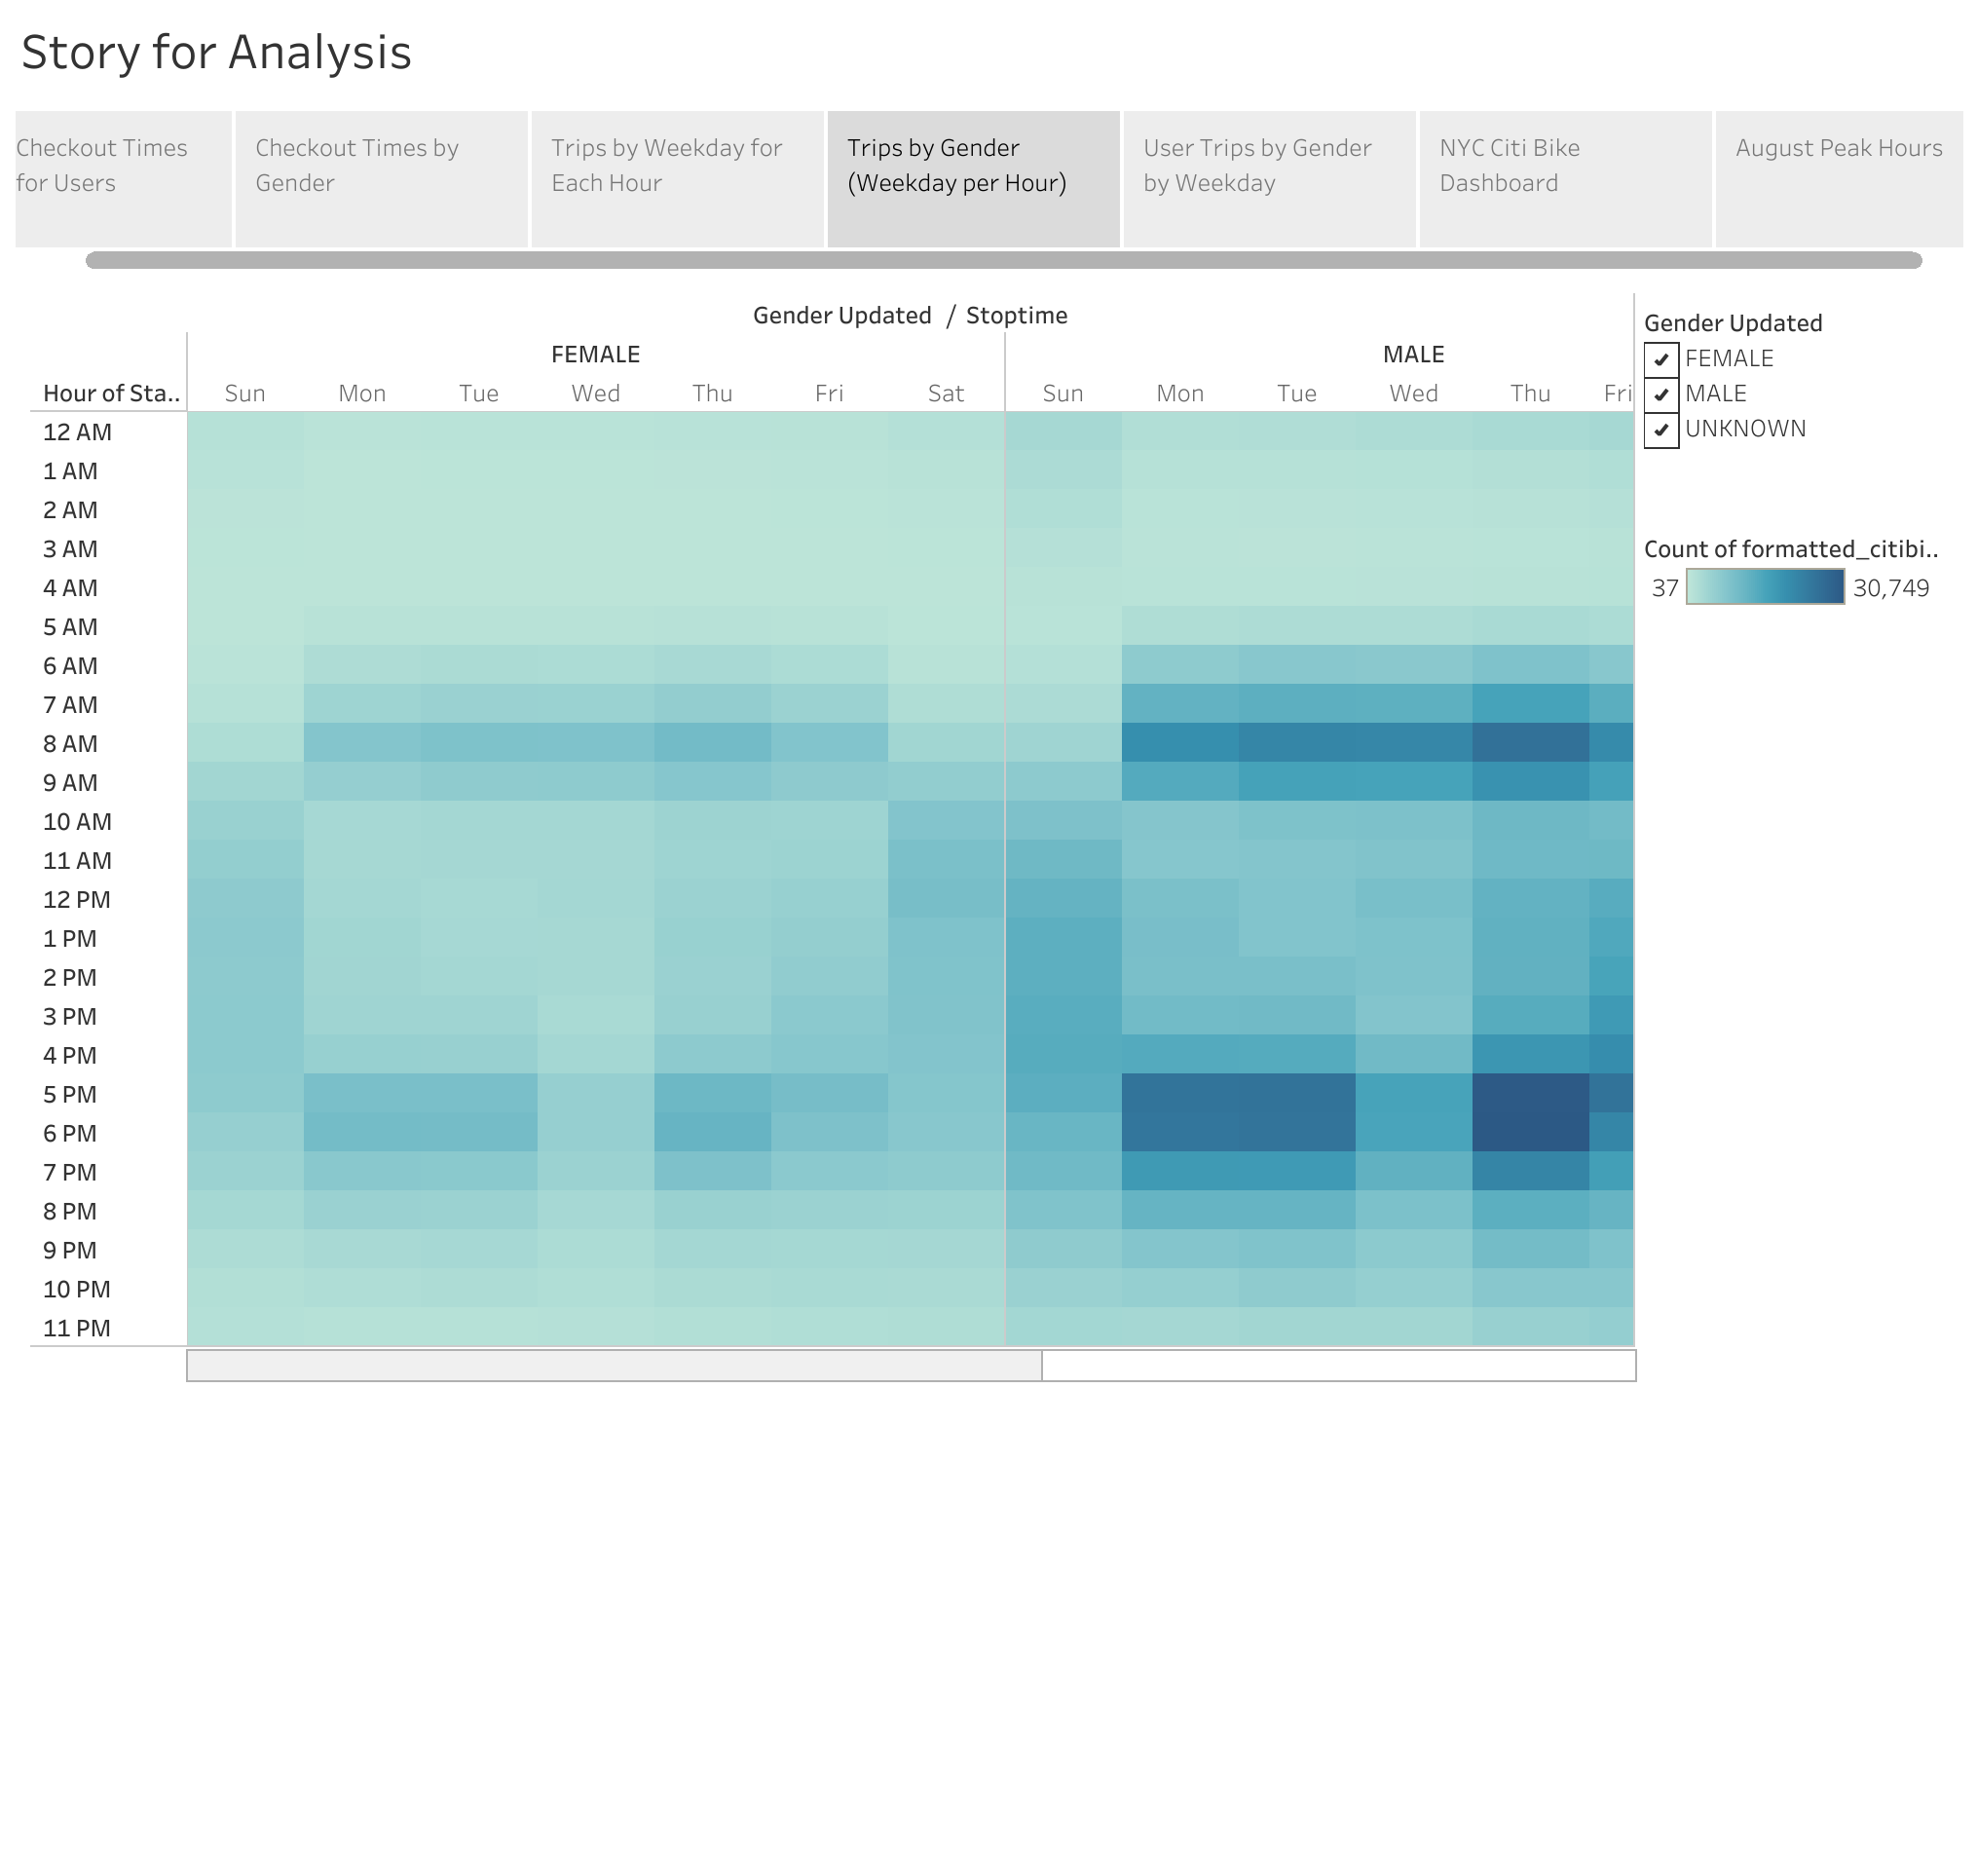 Story for Analysis
Checkout Times
for Users
Checkout Times by
Gender
Trips by Weekday for
Each Hour
Trips by Gender
(Weekday per Hour)
User Trips by Gender
by Weekday
NYC Citi Bike
Dashboard
August Peak Hours
Gender Updated / Stoptime
FEMALE MALE
Hour of Sta.. Sun Mon Tue Wed Thu Fri Sat Sun Mon Tue Wed Thu Fri
12 AM
1 AM
2 AM
3 AM
4 AM
5 AM
6 AM
7 AM
8 AM
9 AM
10 AM
11 AM
12 PM
1 PM
2 PM
3 PM
4 PM
5 PM
6 PM
7 PM
8 PM
9 PM
10 PM
11 PM
Gender Updated
FEMALE
MALE
UNKNOWN
Count of formatted_citibi..
37 30,749